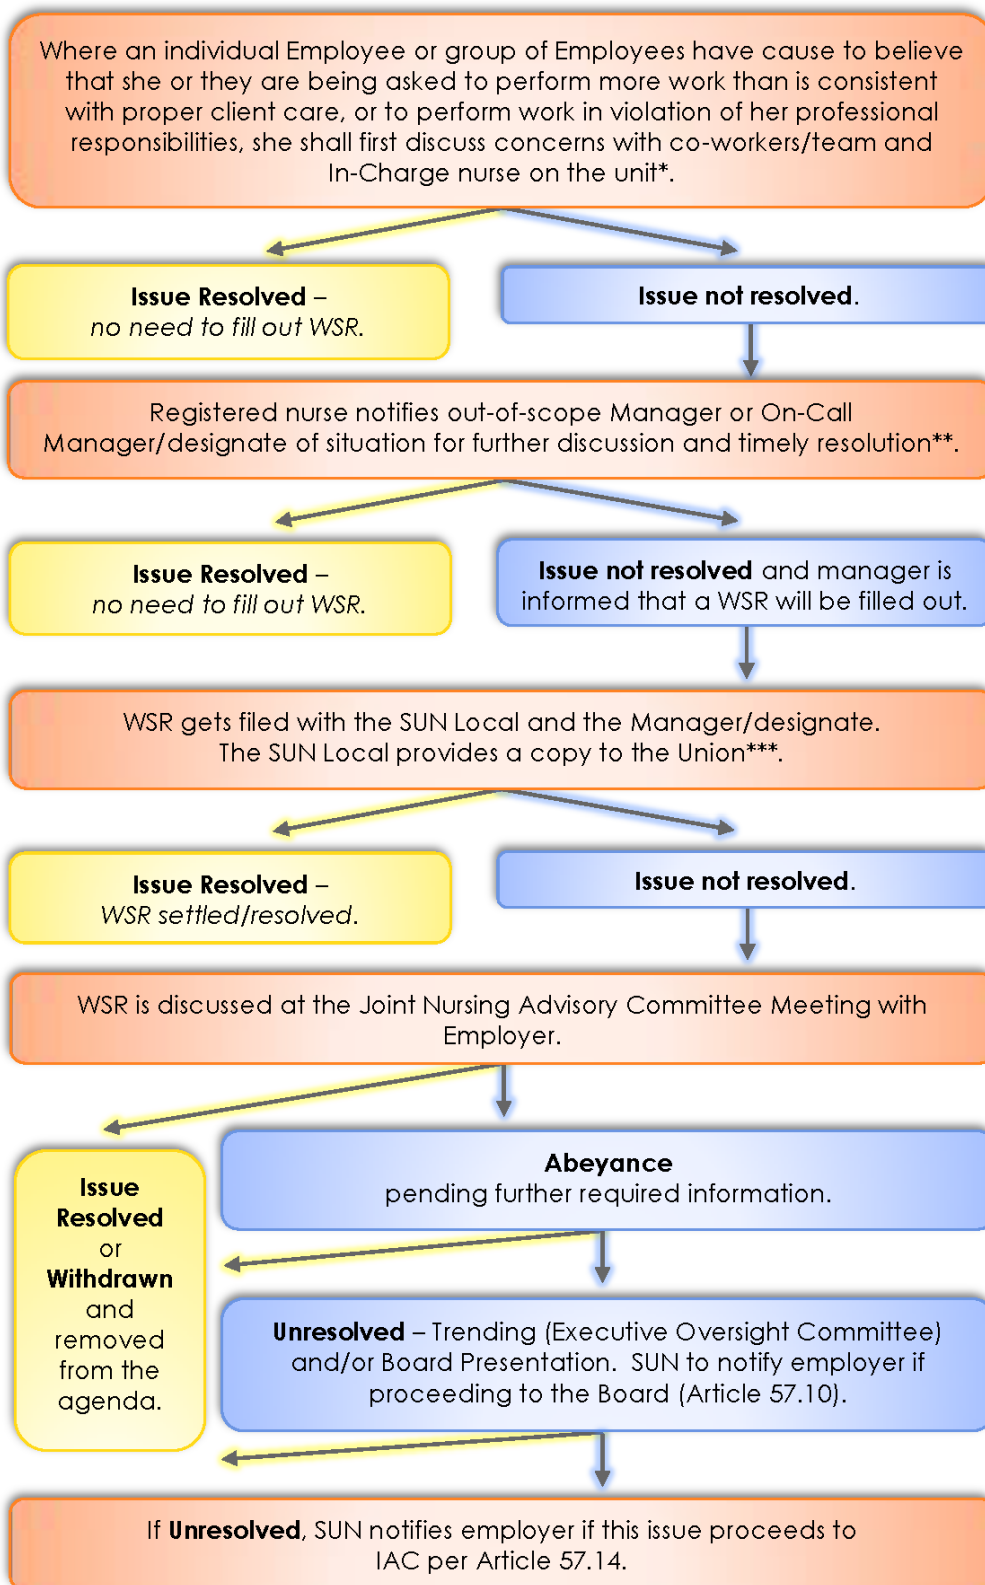 Where an individual Employee or group of Employees have cause to believe
that she or they are being asked to perform more work than is consistent
with proper client care, or to perform work in violation of her professional
responsibilities, she shall first discuss concerns with co-workers/team and
In-Charge nurse on the unit*.
Issue Resolved –
no need to fill out WSR.
Issue not resolved.
Registered nurse notifies out-of-scope Manager or On-Call
Manager/designate of situation for further discussion and timely resolution**.
Issue Resolved –
no need to fill out WSR.
Issue not resolved and manager is
informed that a WSR will be filled out.
WSR gets filed with the SUN Local and the Manager/designate.
The SUN Local provides a copy to the Union***.
Issue Resolved –
WSR settled/resolved.
Issue not resolved.
WSR is discussed at the Joint Nursing Advisory Committee Meeting with
Employer.
Issue
Resolved
or
Withdrawn
and
removed
from the
agenda.
Abeyance
pending further required information.
Unresolved – Trending (Executive Oversight Committee)
and/or Board Presentation.  SUN to notify employer if
proceeding to the Board (Article 57.10).
If Unresolved, SUN notifies employer if this issue proceeds to
IAC per Article 57.14.